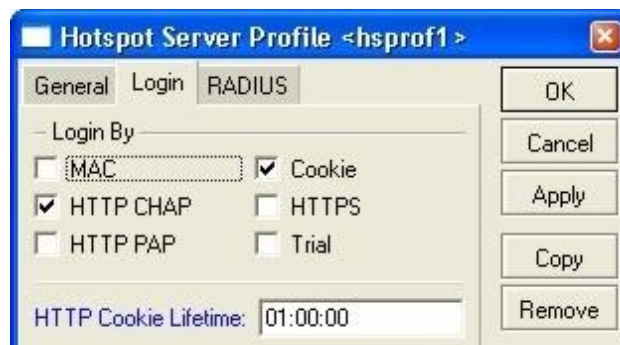 Hotspot Server Profile <hsprof1>
General Login RADIUS
OK
Login By
Cancel
MAC Cookie
HTTP CHAP HTTPS
Apply
HTTP PAP Trial
Copy
HTTP Cookie Lifetime: 01:00:00
Remove